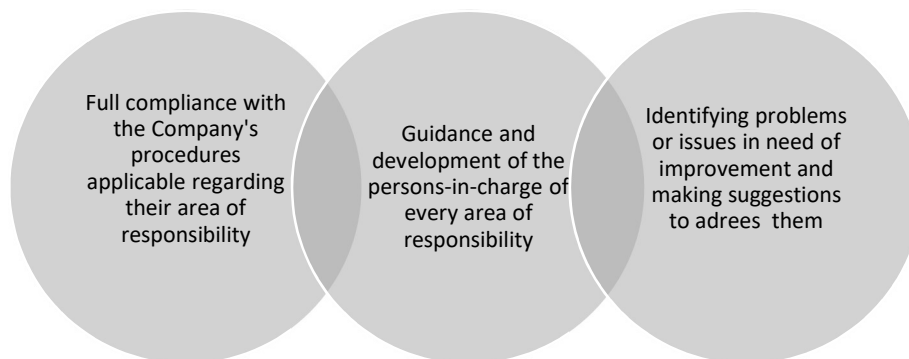 Full compliance with
the Company's
procedures
applicable regarding
their area of
responsibility
Guidance and
development of the
persons-in-charge of
every area of
responsibility
Identifying problems
or issues in need of
improvement and
making suggestions
to adrees them